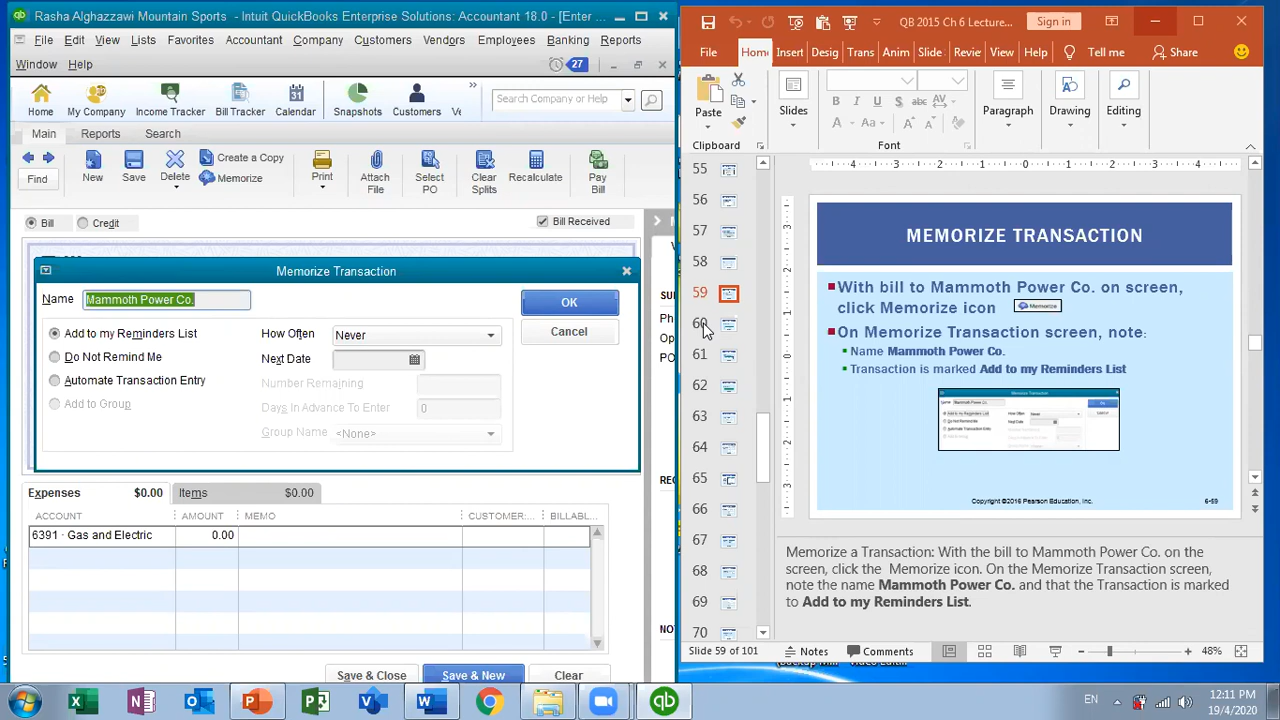 Rasha Alghazzawi Mountain Sports - Intuit QuickBooks Enterprise Solutions: Accountant 18.0 - [Enter ...
File Edit View Lists Favorites Accountant Company Customers Vendors Employees Banking Reports
Window Help
27
Home My Company Income Tracker Bill Tracker Calendar Snapshots Customers
Search Company or Help
Main Reports Search
Find New Save Delete Create a Copy Memorize Print Attach File Select PO Clear Splits Recalculate Pay Bill
Bill Credit Bill Received
Memorize Transaction
Name Mammoth Power Co. OK
Cancel
Add to my Reminders List How Often Never
Do Not Remind Me Next Date
Automate Transaction Entry Number Remaining
Add to Group Days In Advance To Enter 0
Group Name <None>
Expenses $0.00 Items $0.00
ACCOUNT AMOUNT MEMO CUSTOMER:... BILLABL...
6391 · Gas and Electric 0.00
Save & Close Save & New Clear
QB 2015 Ch 6 Lecture... Sign in
File Home Insert Desig Trans Anim Slide Revie View Help Tell me Share
Paste Slides Paragraph Drawing Editing
B I U S abc AV
A Aa A A
Clipboard Font
4 3 2 1 0 1 2 3 4
55
56
57
58
59
60
61
62
63
64
65
66
67
68
69
70
MEMORIZE TRANSACTION
With bill to Mammoth Power Co. on screen,
click Memorize icon Memorize
On Memorize Transaction screen, note:
Name Mammoth Power Co.
Transaction is marked Add to my Reminders List
Copyright ©2016 Pearson Education, Inc. 6-59
Memorize a Transaction: With the bill to Mammoth Power Co. on the
screen, click the Memorize icon. On the Memorize Transaction screen,
note the name Mammoth Power Co. and that the Transaction is marked
to Add to my Reminders List.
Slide 59 of 101 Notes Comments 48%
EN 12:11 PM
19/4/2020